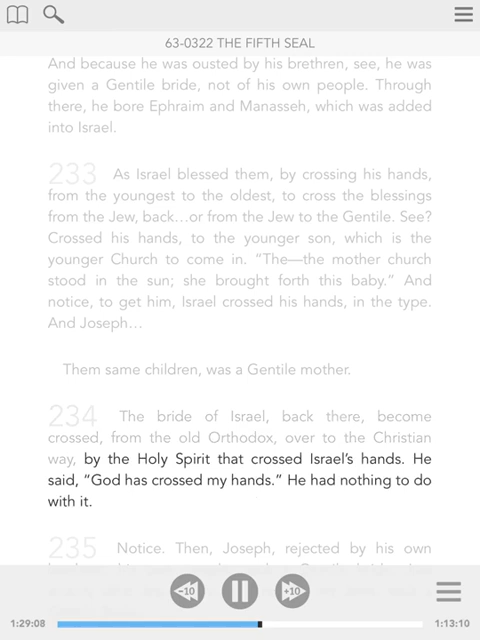 63-0322 THE FIFTH SEAL
And because he was ousted by his brethren, see, he was
given a Gentile bride, not of his own people. Through
there, he bore Ephraim and Manasseh, which was added
into Israel.
233 As Israel blessed them, by crossing his hands,
from the youngest to the oldest, to cross the blessings
from the Jew, back…or from the Jew to the Gentile. See?
Crossed his hands, to the younger son, which is the
younger Church to come in. “The—the mother church
stood in the sun; she brought forth this baby.” And
notice, to get him, Israel crossed his hands, in the type.
And Joseph…
Them same children, was a Gentile mother.
234 The bride of Israel, back there, become
crossed, from the old Orthodox, over to the Christian
way, by the Holy Spirit that crossed Israel’s hands. He
said, “God has crossed my hands.” He had nothing to do
with it.
235 Notice. Then, Joseph, rejected by his own
-10
+10
1:29:08
1:13:10